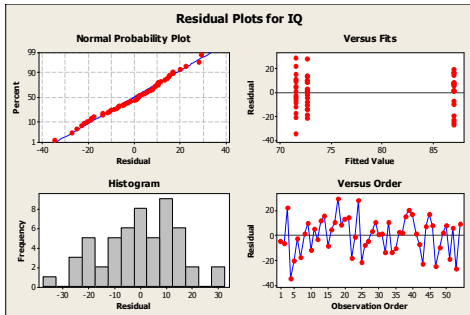 Residual Plots for IQ
Normal Probability Plot
Versus Fits
99
90
50
10
1
Percent
-40 -20 0 20 40
Residual
20
0
-20
-40
Residual
70 75 80 85
Fitted Value
Histogram
Versus Order
8
6
4
2
0
Frequency
-30 -20 -10 0 10 20 30
Residual
20
0
-20
-40
Residual
1 5 10 15 20 25 30 35 40 45 50
Observation Order